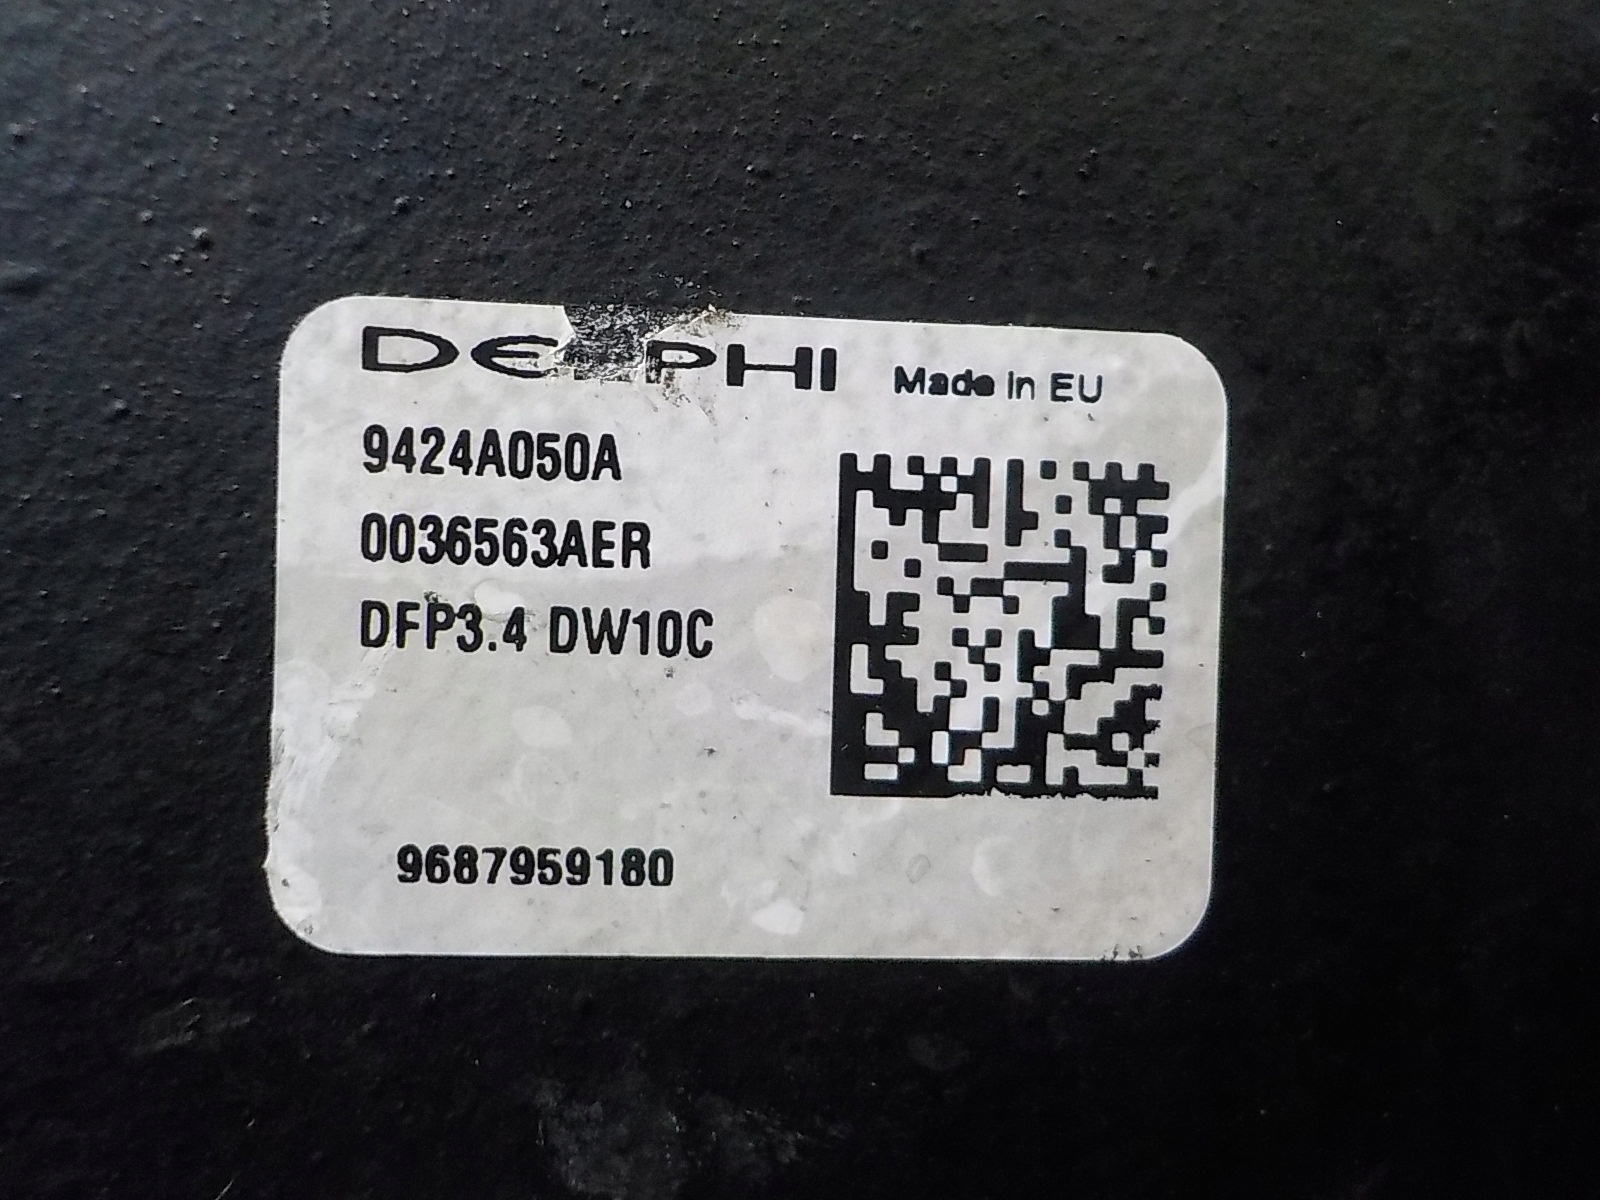 DELPHI Made in EU
9424A050A
0036563AER
DFP3.4 DW10C
9687959180